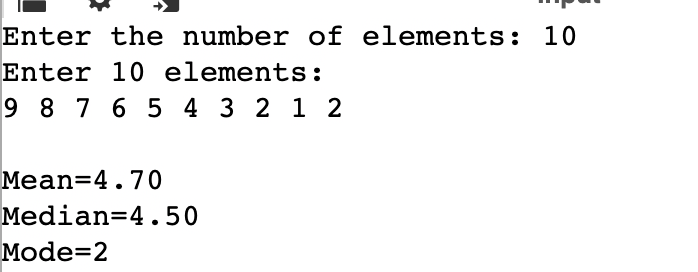 Enter the number of elements: 10
Enter 10 elements:
9 8 7 6 5 4 3 2 1 2
Mean=4.70
Median=4.50
Mode=2